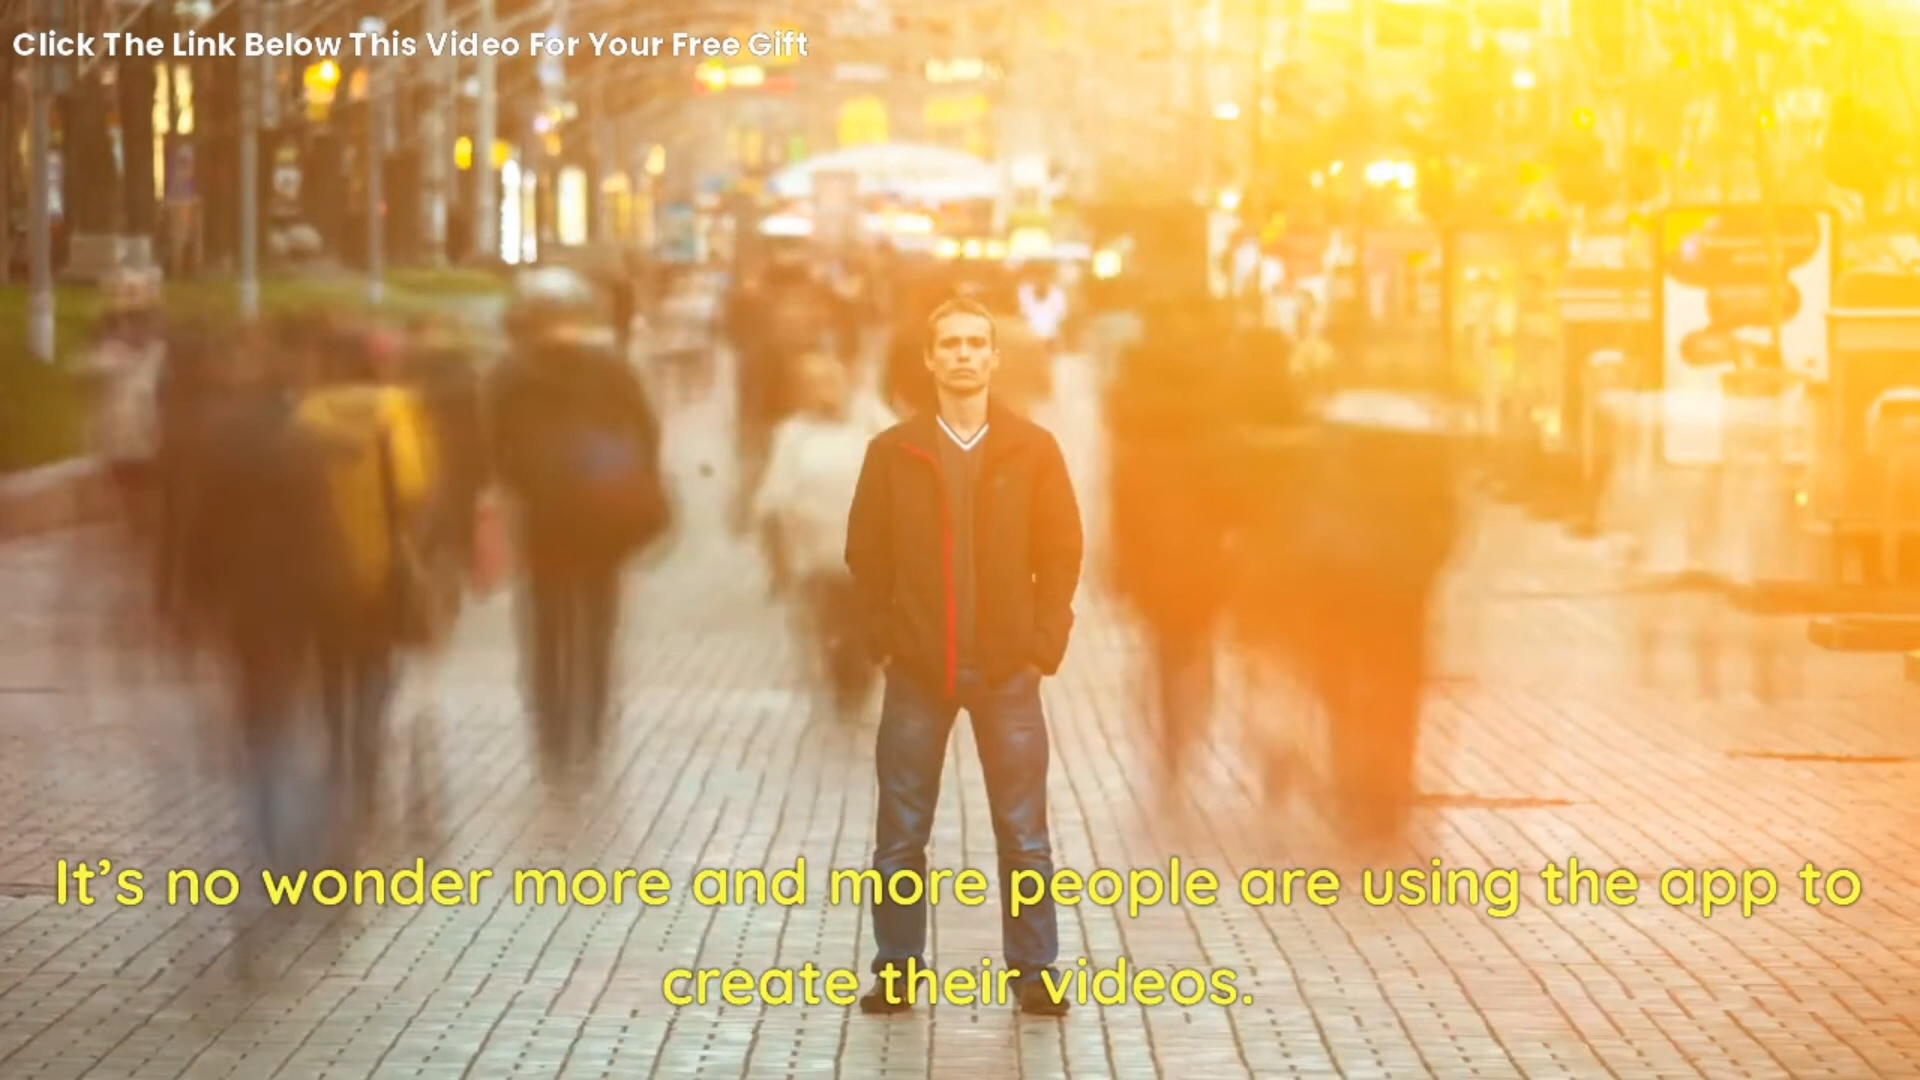 Click The Link Below This Video For Your Free Gift
It’s no wonder more and more people are using the app to
create their videos.